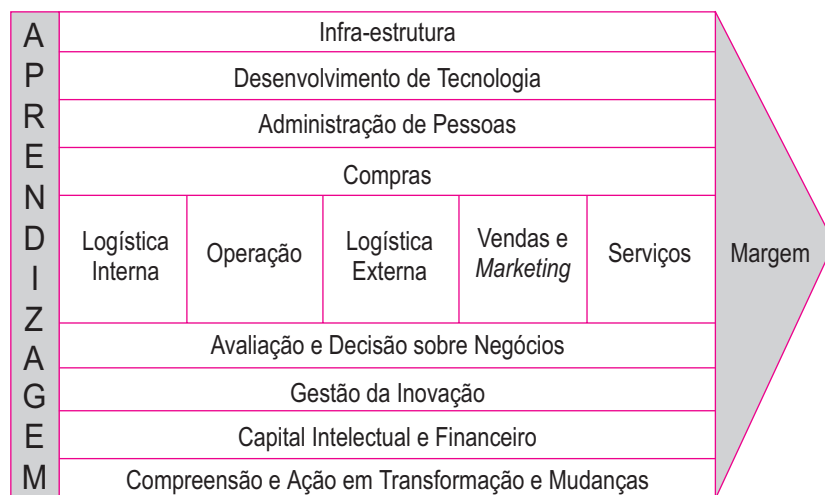 APRENDIZAGEM
Infra-estrutura
Desenvolvimento de Tecnologia
Administração de Pessoas
Compras
Logística
Interna
Operação
Logística
Externa
Vendas e
Marketing
Serviços
Margem
Avaliação e Decisão sobre Negócios
Gestão da Inovação
Capital Intelectual e Financeiro
Compreensão e Ação em Transformação e Mudanças